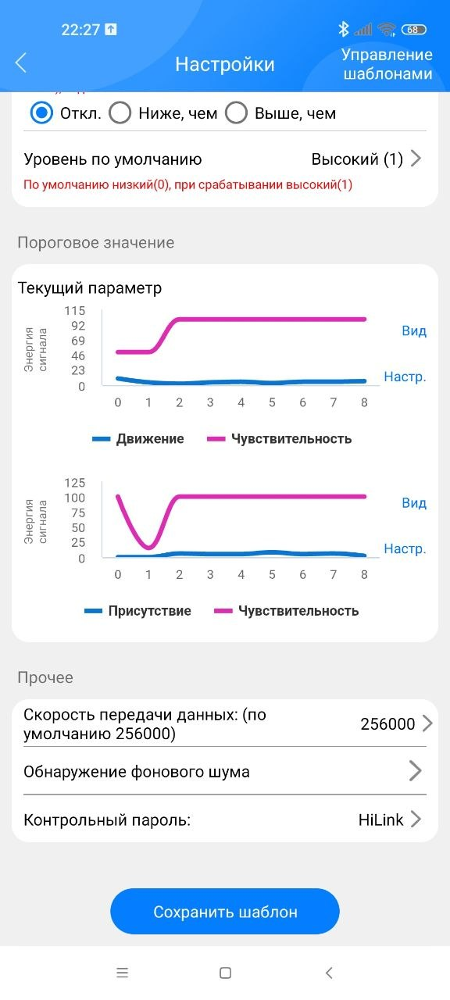 22:27
68
Настройки
Управление
шаблонами
Откл.
Ниже, чем
Выше, чем
Уровень по умолчанию
Высокий (1)
По умолчанию низкий(0), при срабатывании высокий(1)
Пороговое значение
Текущий параметр
Энергия
сигнала
115
92
69
46
23
0
0 1 2 3 4 5 6 7 8
Вид
Настр.
Движение
Чувствительность
Энергия
сигнала
125
100
75
50
25
0
0 1 2 3 4 5 6 7 8
Вид
Настр.
Присутствие
Чувствительность
Прочее
Скорость передачи данных: (по
умолчанию 256000)
256000
Обнаружение фонового шума
Контрольный пароль:
HiLink
Сохранить шаблон